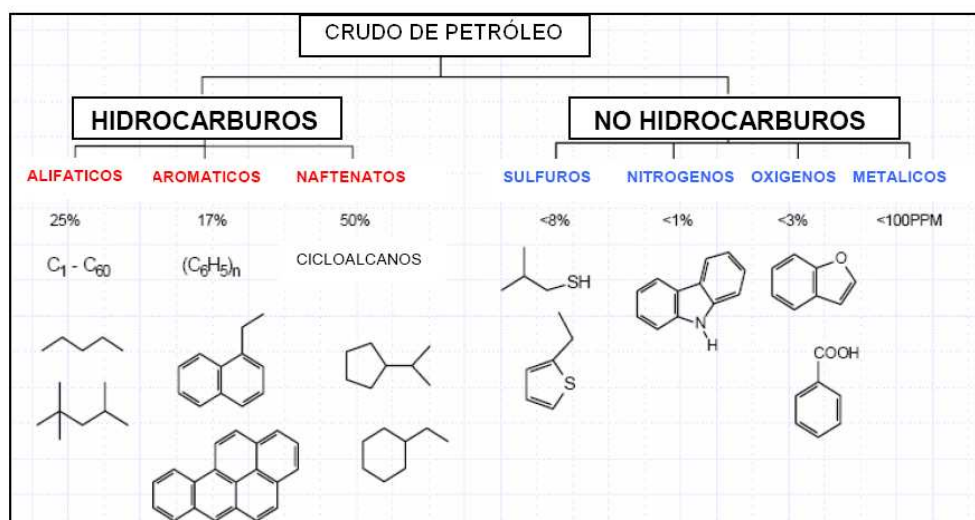 CRUDO DE PETRÓLEO
HIDROCARBUROS
NO HIDROCARBUROS
ALIFATICOS
AROMATICOS
NAFTENATOS
SULFUROS
NITROGENOS
OXIGENOS
METALICOS
25%
17%
50%
<8%
<1%
<3%
<100PPM
C₁ - C₆₀
(C₆H₅)n
CICLOALCANOS
SH
S
N
H
O
COOH